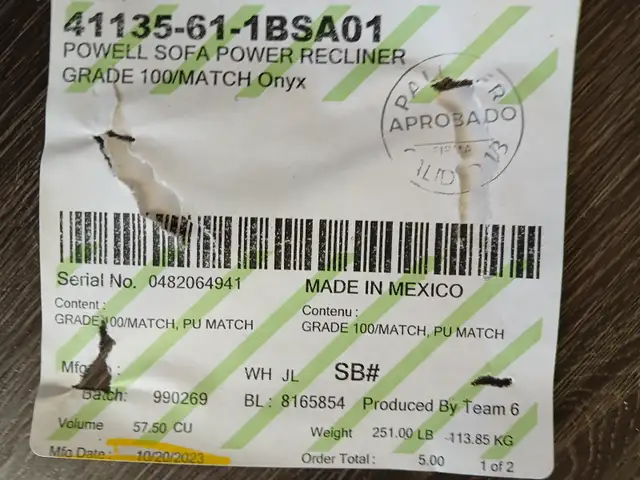 41135-61-1BSA01
POWELL SOFA POWER RECLINER
GRADE 100/MATCH Onyx
APROBADO
Serial No. 0482064941
MADE IN MEXICO
Content :
GRADE 100/MATCH, PU MATCH
Contenu :
GRADE 100/MATCH, PU MATCH
Mfg :
WH JL SB#
Batch: 990269 BL : 8165854 Produced By Team 6
Volume 57.50 CU Weight 251.00 LB 113.85 KG
Mfg Date : 10/20/2023 Order Total : 5.00 1 of 2